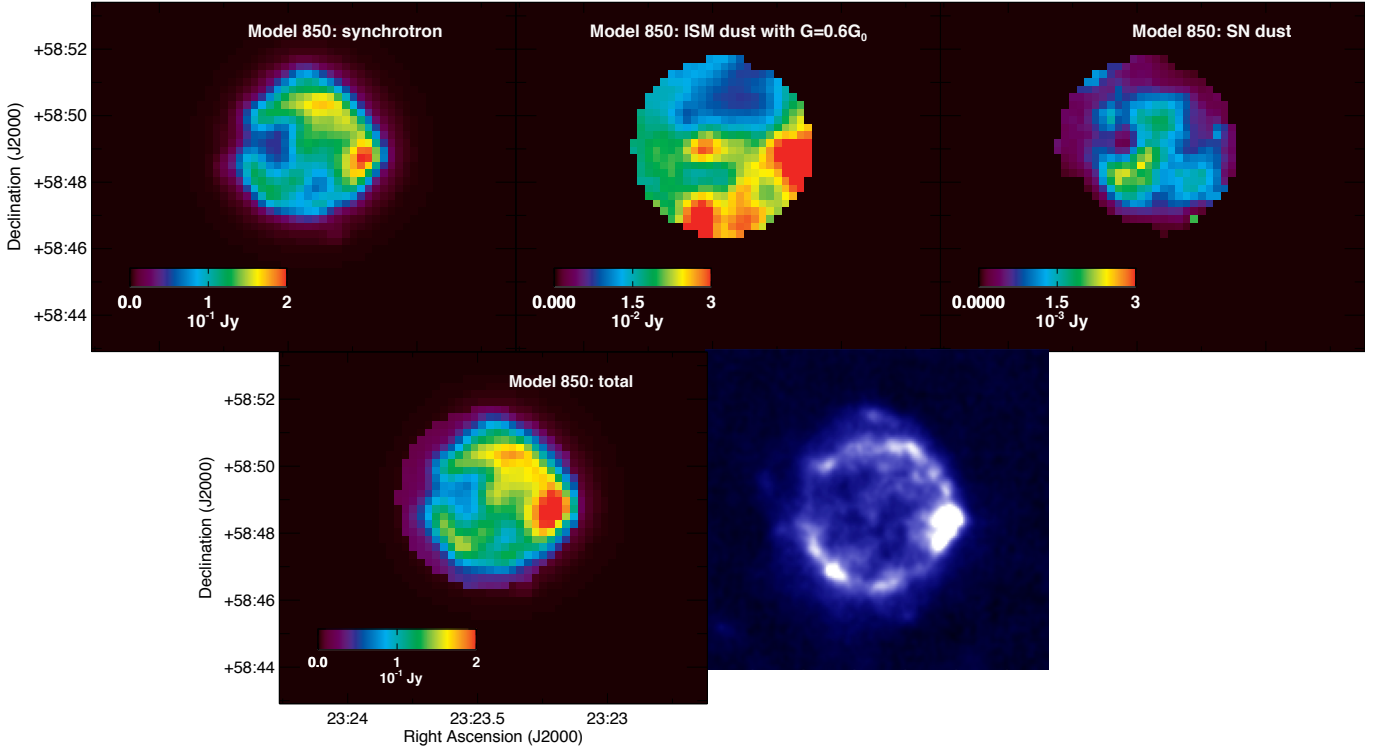 Model 850: synchrotron
Model 850: ISM dust with G=0.6G₀
Model 850: SN dust
+58:52
+58:50
+58:48
+58:46
+58:44
Declination (J2000)
0.0 1 2
10⁻¹ Jy
0.000 1.5 3
10⁻² Jy
0.0000 1.5 3
10⁻³ Jy
Model 850: total
+58:52
+58:50
+58:48
+58:46
+58:44
Declination (J2000)
0.0 1 2
10⁻¹ Jy
23:24 23:23.5 23:23
Right Ascension (J2000)